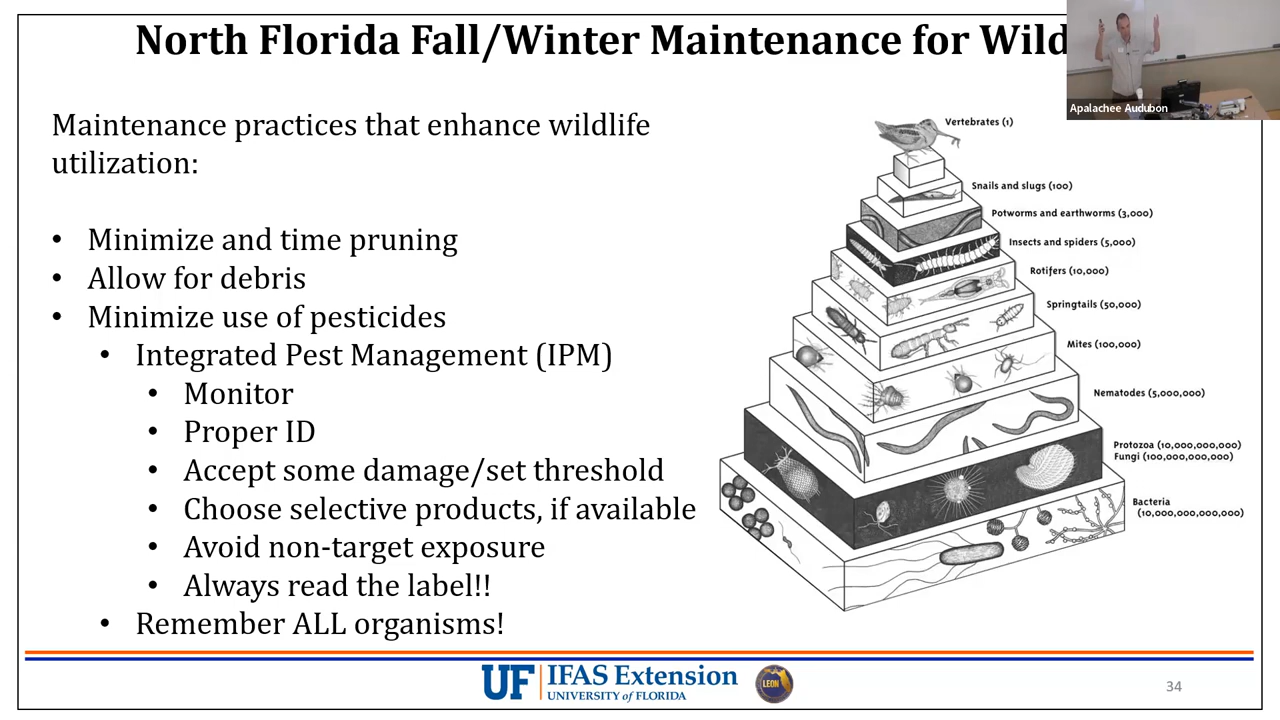 North Florida Fall/Winter Maintenance for Wild
Apalachee Audubon
Maintenance practices that enhance wildlife
utilization:
• Minimize and time pruning
• Allow for debris
• Minimize use of pesticides
• Integrated Pest Management (IPM)
• Monitor
• Proper ID
• Accept some damage/set threshold
• Choose selective products, if available
• Avoid non-target exposure
• Always read the label!!
• Remember ALL organisms!
Vertebrates (1)
Snails and slugs (100)
Potworms and earthworms (3,000)
Insects and spiders (5,000)
Rotifers (10,000)
Springtails (50,000)
Mites (100,000)
Nematodes (5,000,000)
Protozoa (10,000,000,000)
Fungi (100,000,000,000)
Bacteria
(10,000,000,000,000)
UF IFAS Extension
UNIVERSITY of FLORIDA
LEON
34